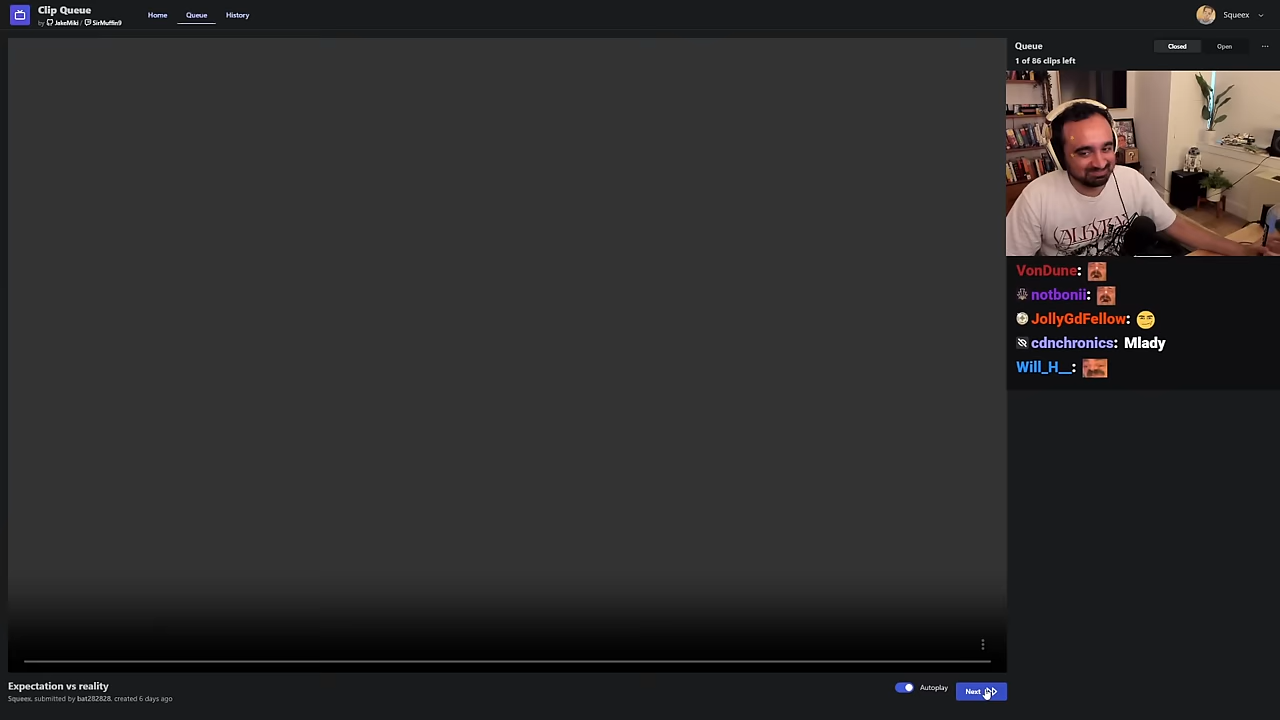 Clip Queue
by JakeMiki / SirMuffin9
Home
Queue
History
Squeex
Queue
Closed
Open
1 of 86 clips left
VonDune:
notbonii:
JollyGdFellow:
cdnchronics: Mlady
Will_H__:
Expectation vs reality
Squeex, submitted by bat282828, created 6 days ago
Autoplay
Next